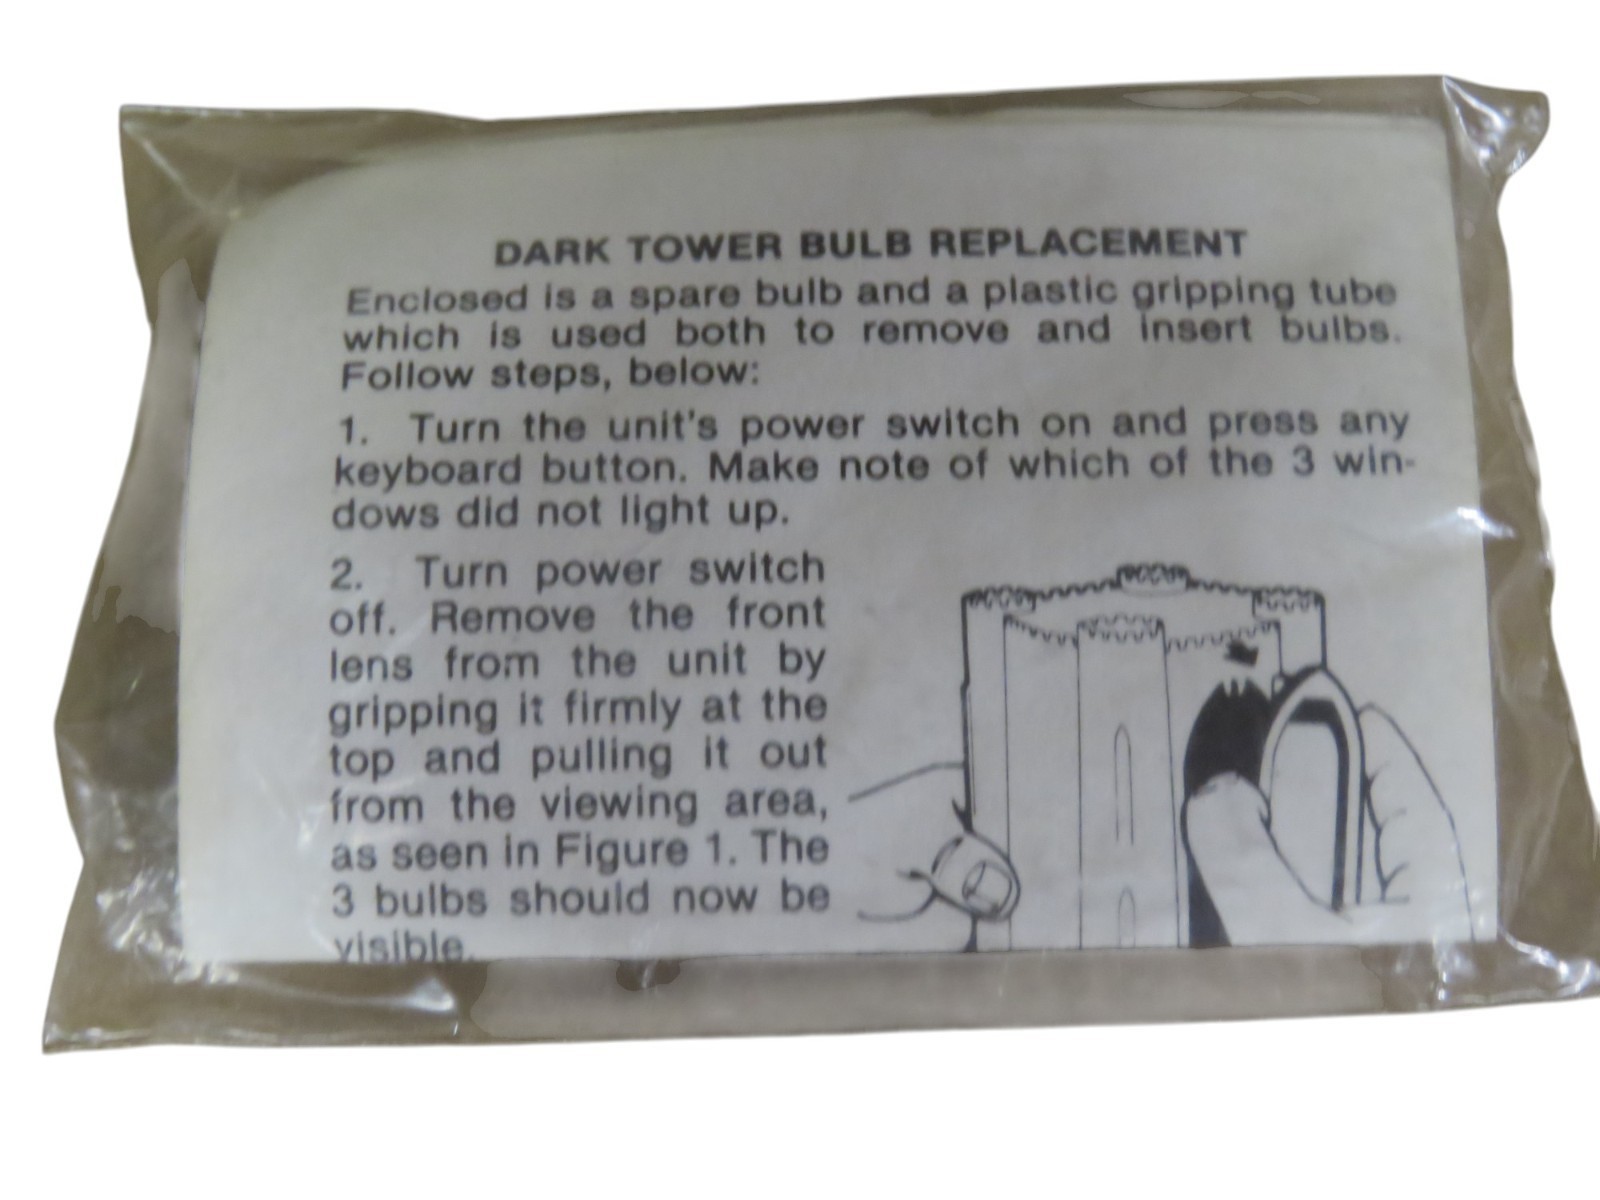 DARK TOWER BULB REPLACEMENT
Enclosed is a spare bulb and a plastic gripping tube
which is used both to remove and insert bulbs.
Follow steps, below:
1. Turn the unit's power switch on and press any
keyboard button. Make note of which of the 3 win-
dows did not light up.
2. Turn power switch
off. Remove the front
lens from the unit by
gripping it firmly at the
top and pulling it out
from the viewing area,
as seen in Figure 1. The
3 bulbs should now be
visible.